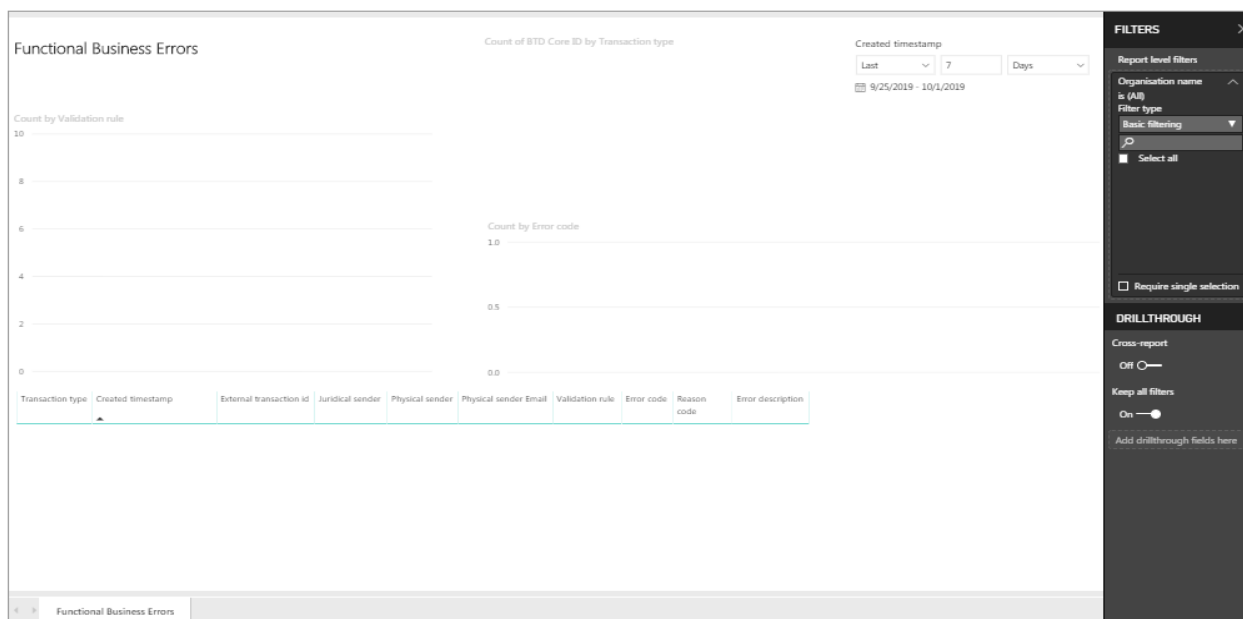 Functional Business Errors
Count of BTD Core ID by Transaction type
Created timestamp
Last 7 Days
9/25/2019 - 10/1/2019
Count by Validation rule
10
8
6
4
2
0
Count by Error code
1.0
0.5
0.0
Transaction type Created timestamp External transaction id Juridical sender Physical sender Physical sender Email Validation rule Error code Reason code Error description
Functional Business Errors
FILTERS
Report level filters
Organisation name
is (All)
Filter type
Basic filtering
Select all
Require single selection
DRILLTHROUGH
Cross-report
Off
Keep all filters
On
Add drillthrough fields here